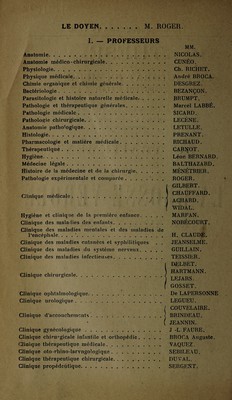 LE DOYEN, . . . . . . M. ROGER.
I. — PROFESSEURS
MM.
Anatomie. NICOLAS.
Anatomie médico-chirurgicale. CUNÉO.
Physiologie. Ch. RICHET.
Physique médicale. André BROCA.
Chimie organique et chimie générale. DESGREZ.
Bactériologie. BEZANÇON.
Parasitologie et histoire naturelle médicale. BRUMPT.
Pathologie et thérapeutique générales. Marcel LABBÉ.
Pathologie médicale. SICARD.
Pathologie chirurgicale. LECÈNE.
Anatomie pathologique. LETULLE.
Histologie. PRENANT.
Pharmacologie et matière médicale. RICHAUD.
Thérapeutique. CARNOT.
Hygiène. Léon BERNARD.
Médecine légale. BALTHAZARD.
Histoire de la médecine et de la chirurgie. MÉNÉTRIER.
Pathologie expérimentale et comparée. ROGER.
GILBERT.
Clinique médicale. CHAUFFARD.
ACHARD.
WIDAL.
Hygiène et clinique de la première enfance. MARFAN.
Clinique des maladies des enfants. NOBÉCOURT.
Clinique des maladies mentales et des maladies de
l'encéphale. H. CLAUDE.
Clinique des maladies cutanées et syphilitiques JEANSELME.
Clinique des maladies du système nerveux. GUILLAIN.
Clinique des maladies infectieuses. TEISSIER.
DELBET.
Clinique chirurgicale. HARTMANN.
LEJARS.
GOSSET.
Clinique ophtalmologique. De LAPERSONNE
Clinique urologique. LEGUEU.
COUVELAIRE.
Clinique d'accouchements BRINDEAU.
JEANNIN.
Clinique gynécologique J.-L. FAURE.
Clinique chirurgicale infantile et orthopédie. BROCA Auguste.
Clinique thérapeutique médicale. VAQUEZ.
Clinique oto-rhino-laryngologique SEBILEAU.
Clinique thérapeutique chirurgicale. DUVAL.
Clinique propédeutique. SERGENT.